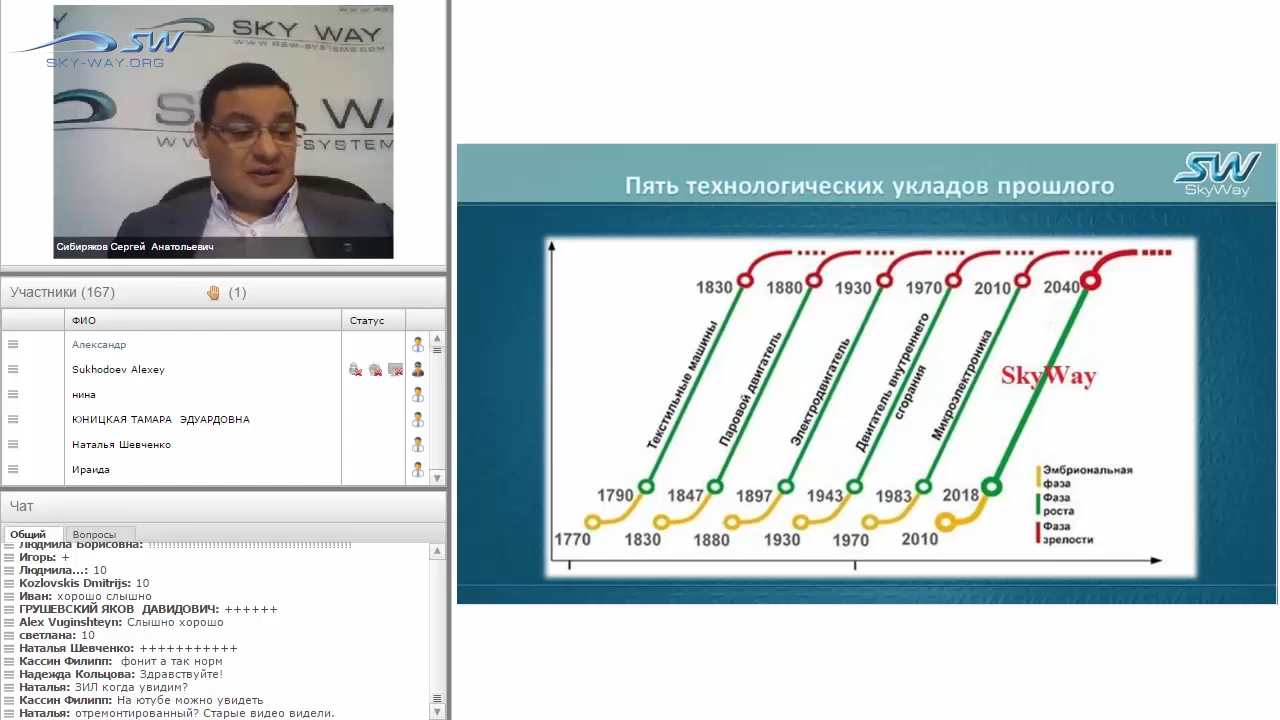 SKY WAY
WWW.RSW-SYSTEMS.COM
SW
SKY-WAY.ORG
Сибиряков Сергей Анатольевич
Участники (167)
(1)
ФИО
Статус
Александр
Sukhodoev Alexey
нина
ЮНИЦКАЯ ТАМАРА ЭДУАРДОВНА
Наталья Шевченко
Ираида
Чат
Общий
Вопросы
Людмила Борисовна: !!!!!!!!!!!!!!!!!!!!!!!!!!!!!!!!!!!!!!!!!!!!!!!!!!!!!!!!
Игорь: +
Людмила...: 10
Kozlovskis Dmitrijs: 10
Иван: хорошо слышно
ГРУШЕВСКИЙ ЯКОВ ДАВИДОВИЧ: ++++++
Alex Vuginshteyn: Слышно хорошо
светлана: 10
Наталья Шевченко: +++++++++++
Кассин Филипп: фонит а так норм
Надежда Кольцова: Здравствуйте!
Наталья: ЗИЛ когда увидим?
Кассин Филипп: На ютубе можно увидеть
Наталья: отремонтированный? Старые видео видели.
Пять технологических укладов прошлого
SW
SkyWay
1830 1880 1930 1970 2010 2040
Текстильные машины
Паровой двигатель
Электродвигатель
Двигатель внутреннего
сгорания
Микроэлектроника
SkyWay
1790 1847 1897 1943 1983 2018
1770 1830 1880 1930 1970 2010
Эмбриональная
фаза
Фаза
роста
Фаза
зрелости